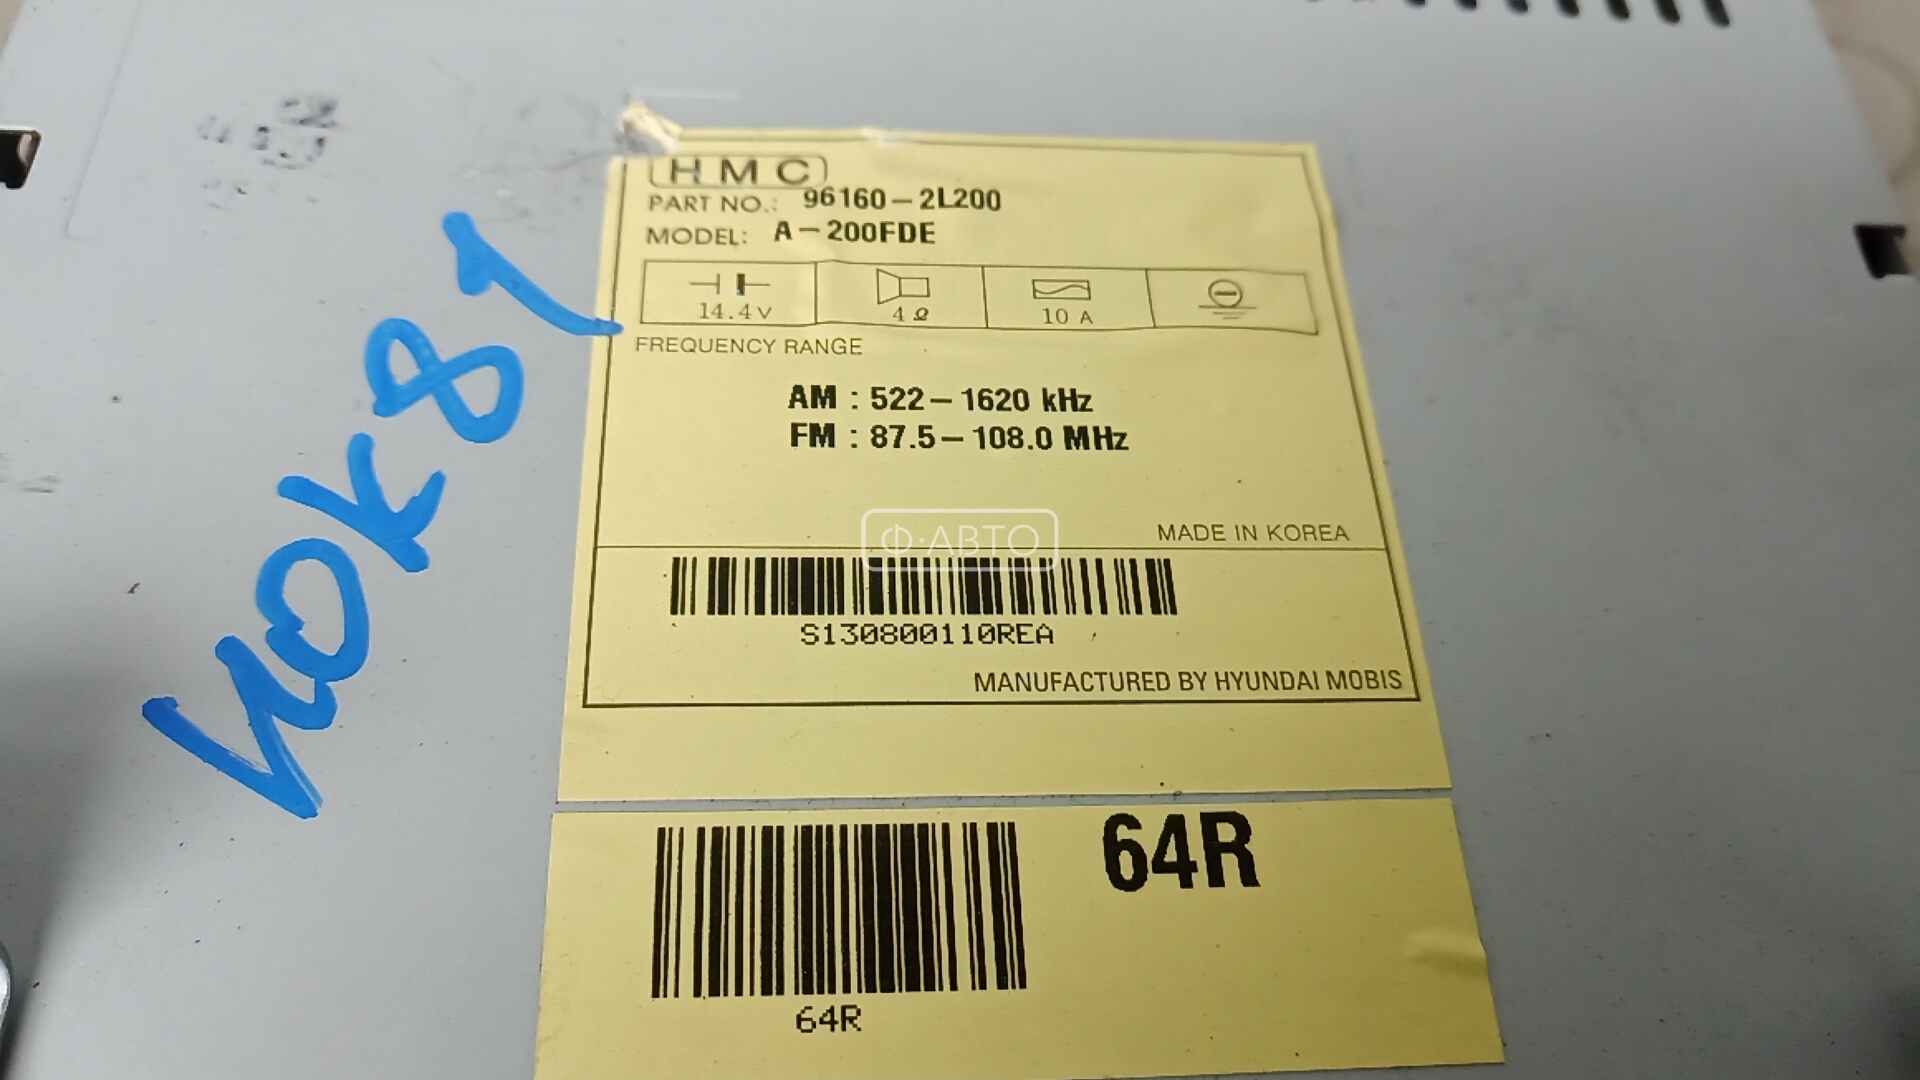 HMC
PART NO.: 96160-2L200
MODEL: A-200FDE
14.4V 4Ω 10 A
FREQUENCY RANGE
AM : 522-1620 kHz
FM : 87.5-108.0 MHz
MADE IN KOREA
Ф·АВТО
S130800110REA
MANUFACTURED BY HYUNDAI MOBIS
64R
64R